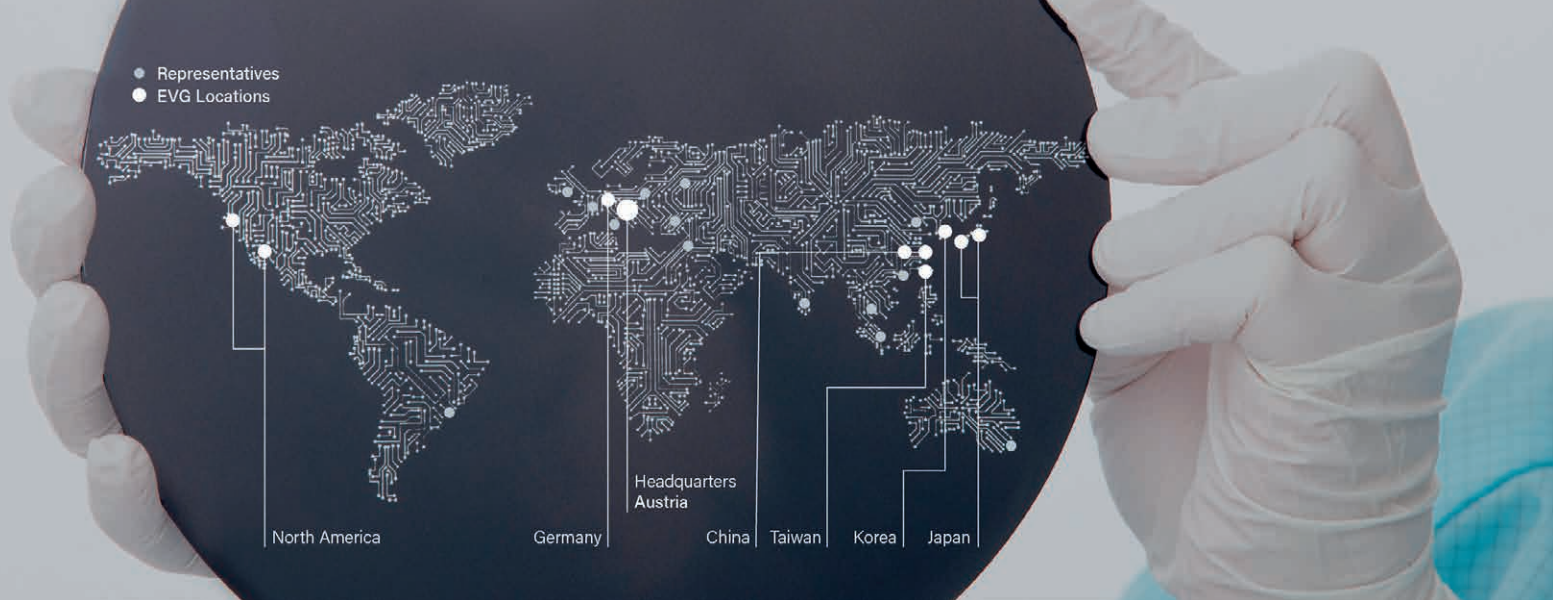 Representatives
EVG Locations
Headquarters
Austria
North America
Germany
China
Taiwan
Korea
Japan